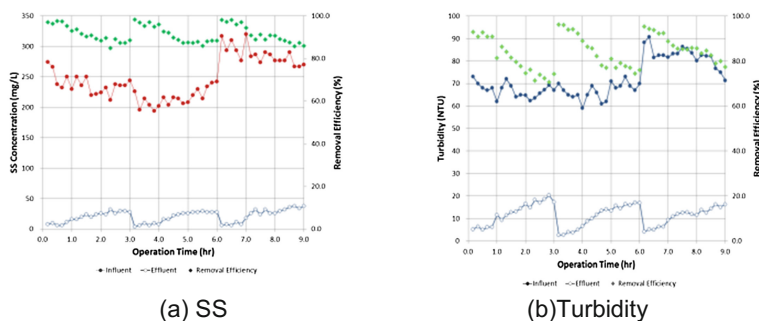 350
300
250
200
150
100
50
0
SS Concentration (mg/L)
100.0
80.0
60.0
40.0
20.0
0.0
Removal Efficiency (%)
0.0 1.0 2.0 3.0 4.0 5.0 6.0 7.0 8.0 9.0
Operation Time (hr)
Influent Effluent Removal Efficiency
(a) SS
100
90
80
70
60
50
40
30
20
10
0
Turbidity (NTU)
100.0
80.0
60.0
40.0
20.0
0.0
Removal Efficiency (%)
0.0 1.0 2.0 3.0 4.0 5.0 6.0 7.0 8.0 9.0
Operation Time (hr)
Influent Effluent Removal Efficiency
(b)Turbidity